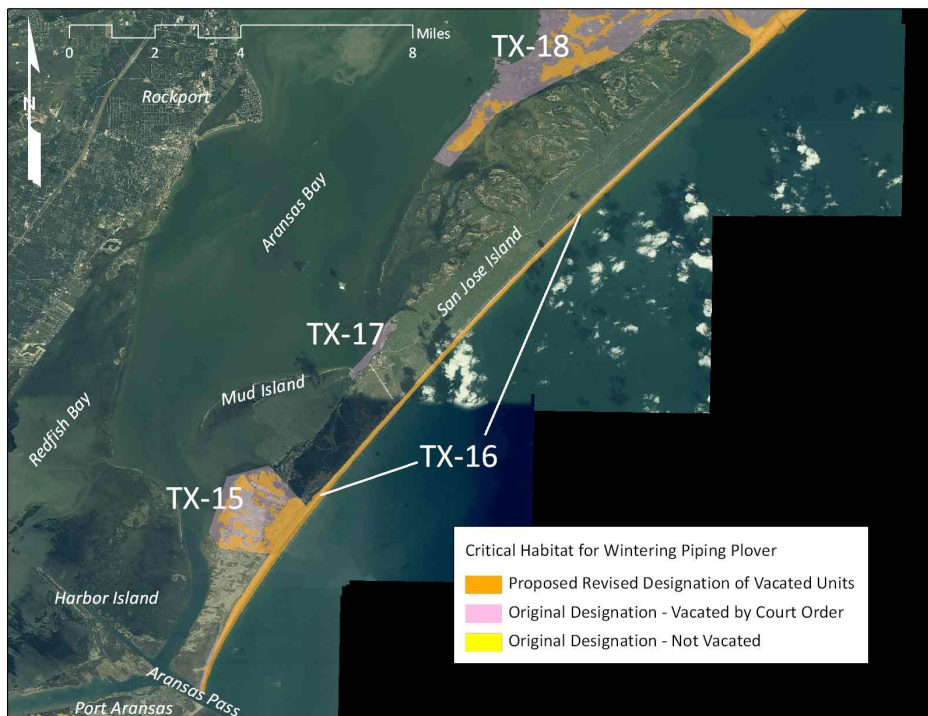 Miles
0 2 4 8
TX-18
Rockport
N
Aransas Bay
San Jose Island
TX-17
Mud Island
Redfish Bay
TX-16
TX-15
Critical Habitat for Wintering Piping Plover
Proposed Revised Designation of Vacated Units
Original Designation - Vacated by Court Order
Original Designation - Not Vacated
Harbor Island
Aransas Pass
Port Aransas